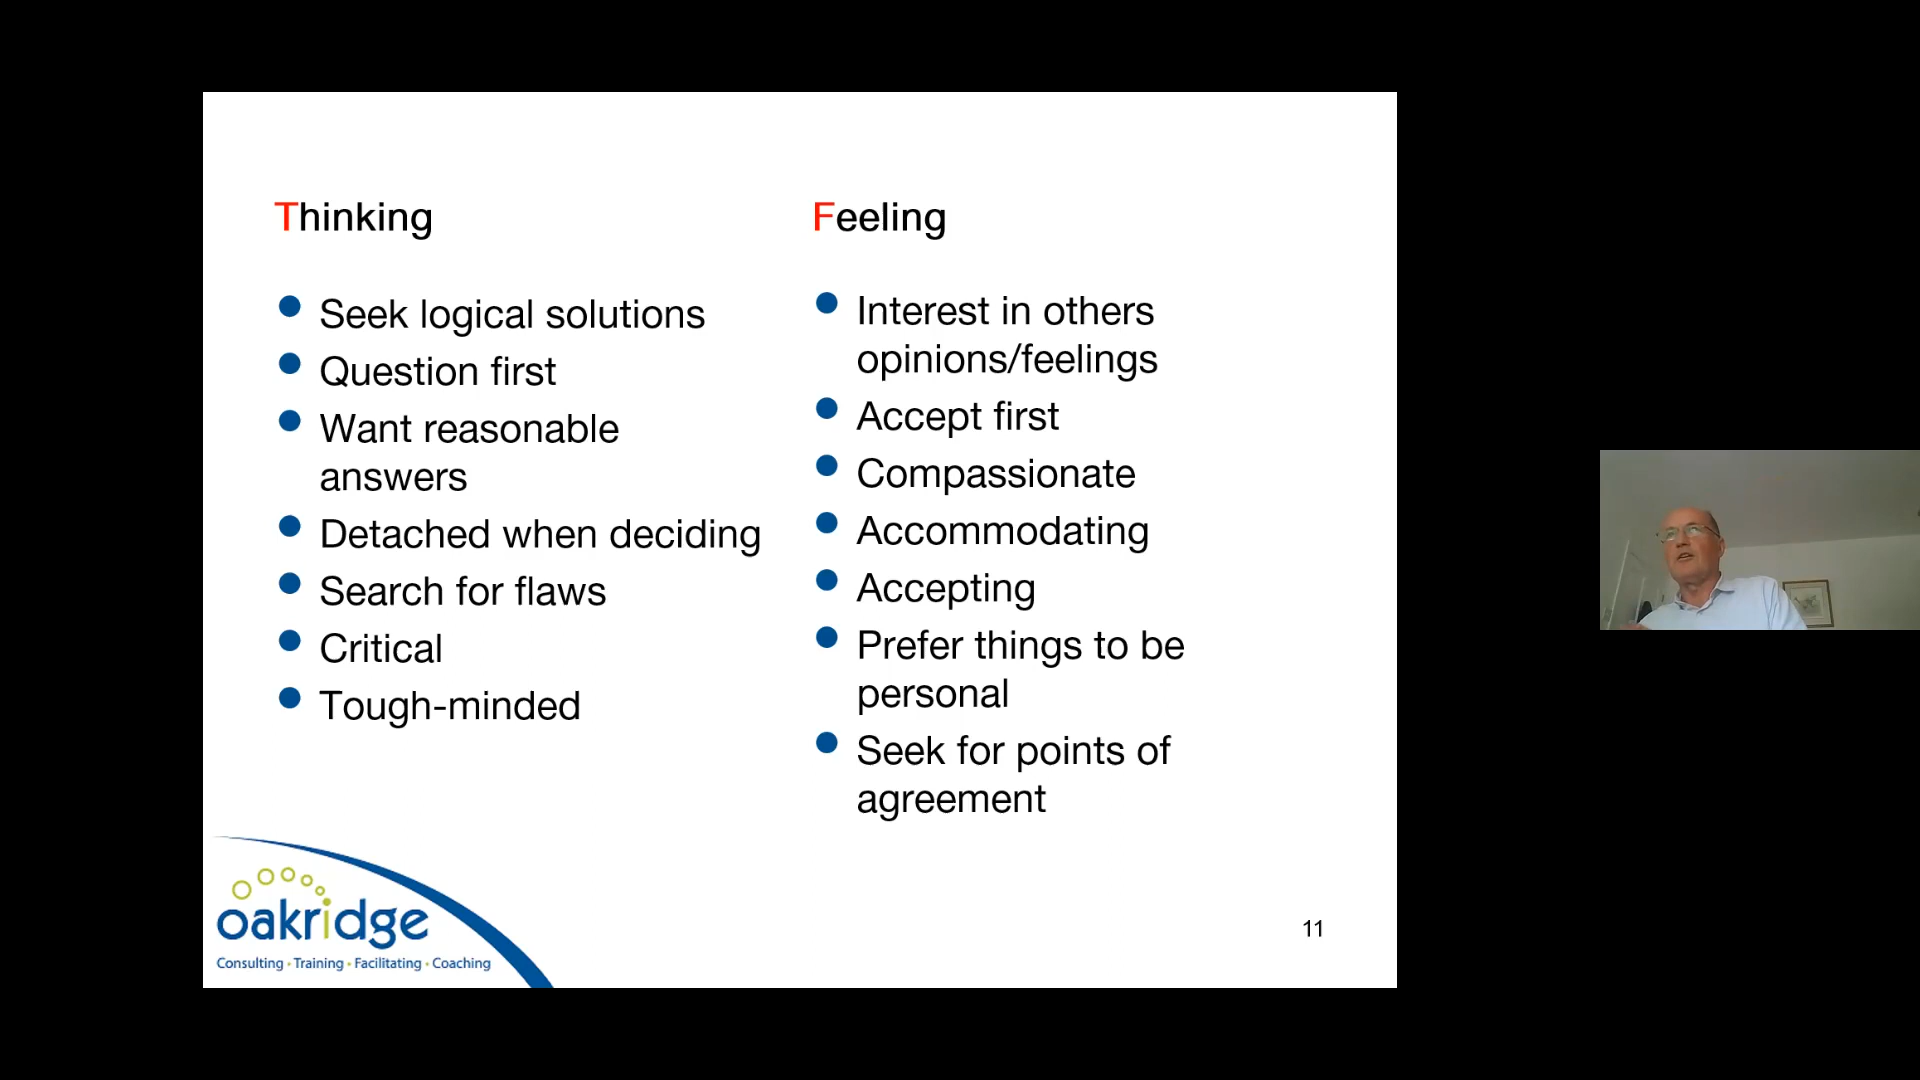 Thinking
Seek logical solutions
Question first
Want reasonable
answers
Detached when deciding
Search for flaws
Critical
Tough-minded
Feeling
Interest in others
opinions/feelings
Accept first
Compassionate
Accommodating
Accepting
Prefer things to be
personal
Seek for points of
agreement
oakridge
Consulting · Training · Facilitating · Coaching
11